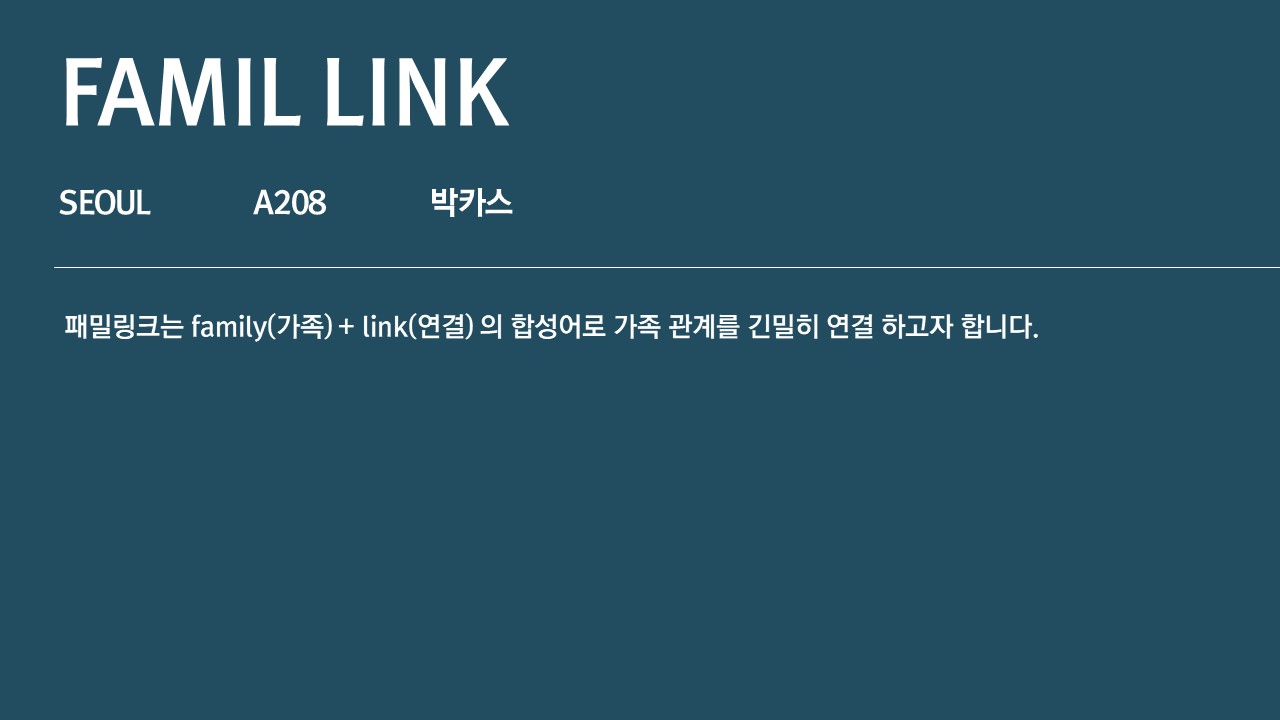 FAMIL LINK
SEOUL A208 박카스
패밀링크는 family(가족) + link(연결) 의 합성어로 가족 관계를 긴밀히 연결 하고자 합니다.